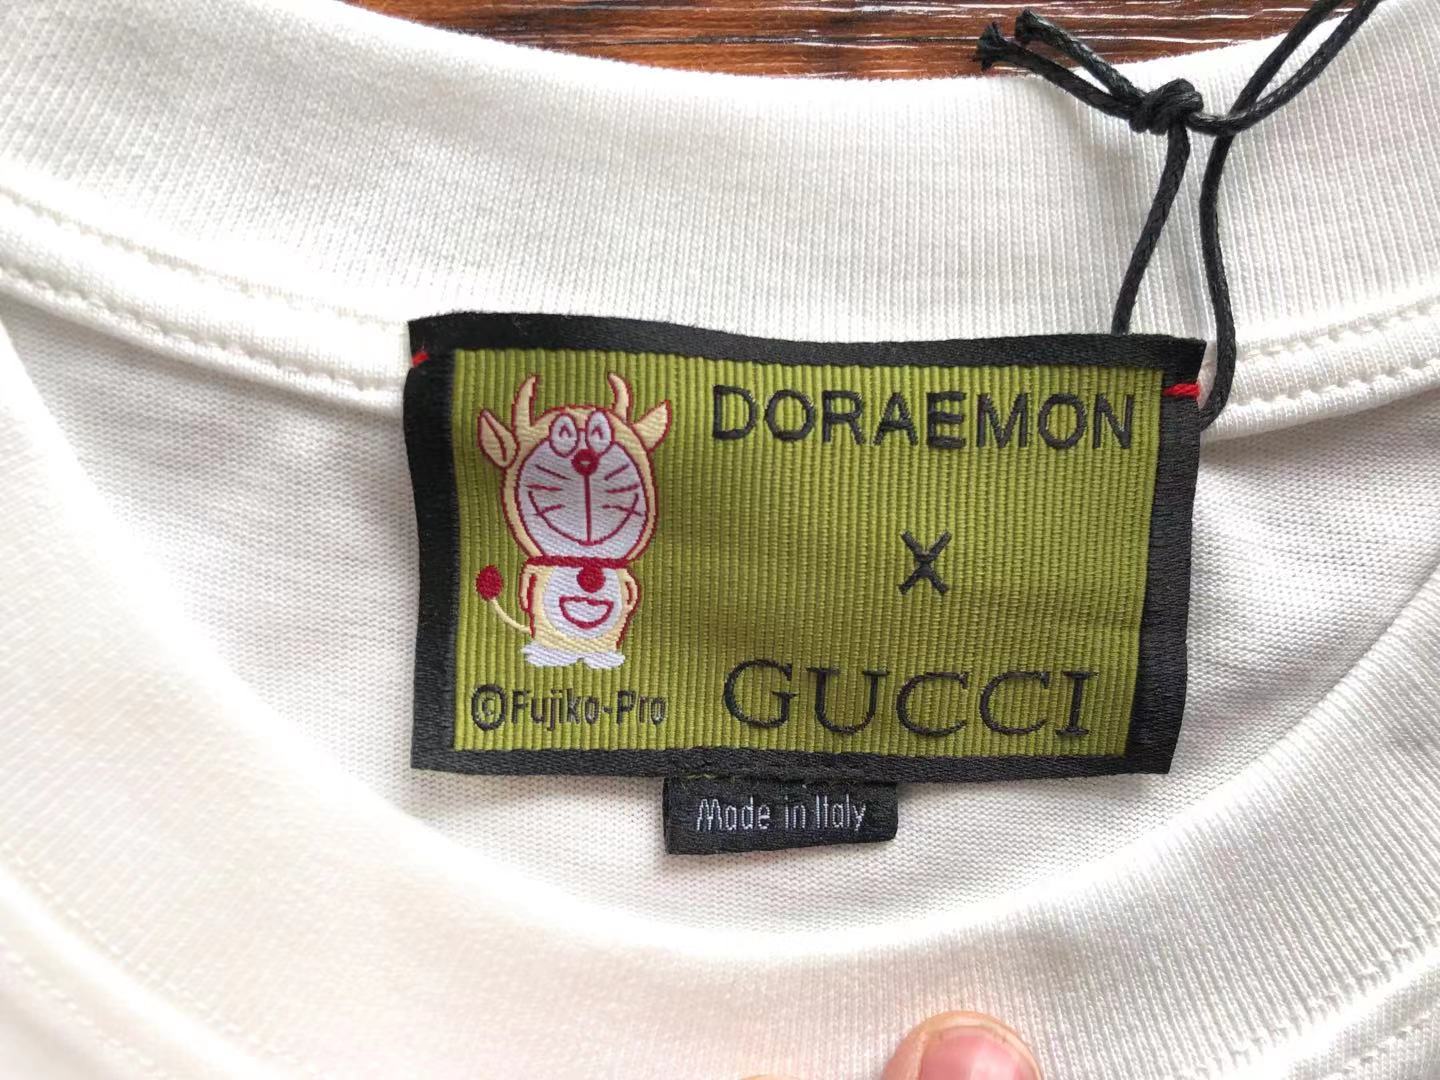 DORAEMON
X
GUCCI
©Fujiko-Pro
Made in Italy